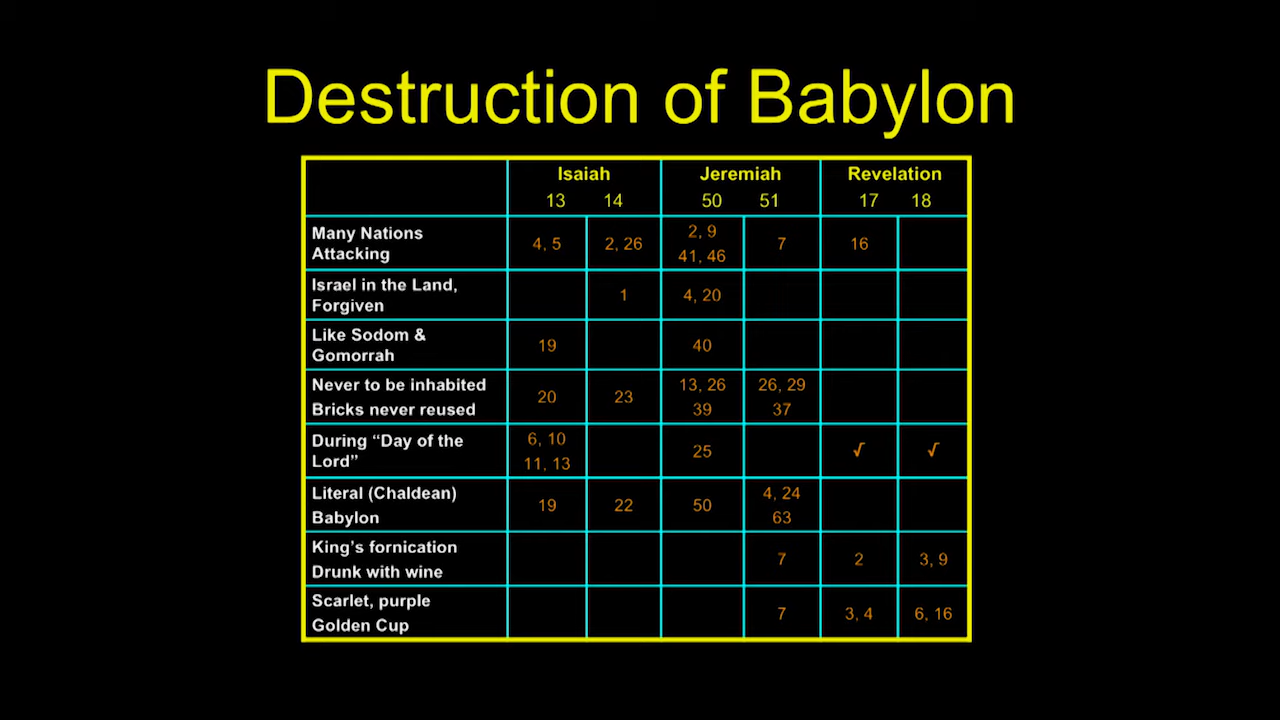 Destruction of Babylon
Isaiah Jeremiah Revelation
13 14 50 51 17 18
Many Nations
Attacking
4, 5 2, 26 2, 9
41, 46 7 16
Israel in the Land,
Forgiven
1 4, 20
Like Sodom &
Gomorrah
19 40
Never to be inhabited
Bricks never reused
20 23 13, 26
39
26, 29
37
During “Day of the
Lord”
6, 10
11, 13
25 √ √
Literal (Chaldean)
Babylon
19 22 50 4, 24
63
King’s fornication
Drunk with wine
7 2 3, 9
Scarlet, purple
Golden Cup
7 3, 4 6, 16